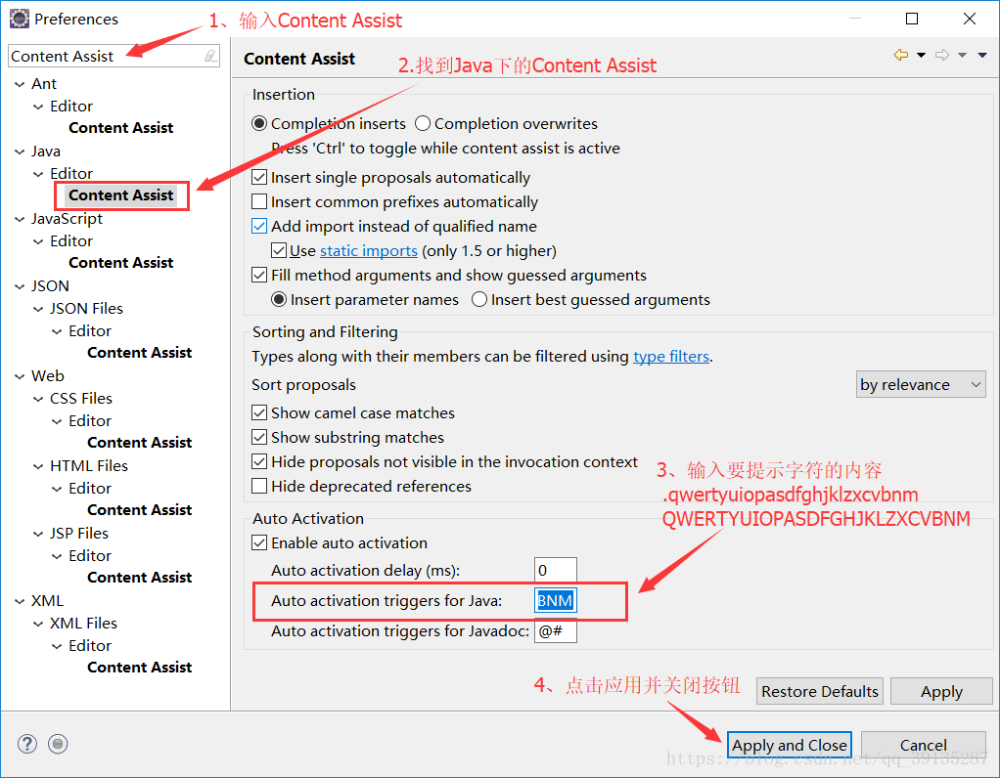 Preferences
1、输入Content Assist
Content Assist
Content Assist
2.找到Java下的Content Assist
Ant
Editor
Content Assist
Java
Editor
Content Assist
JavaScript
Editor
Content Assist
JSON
JSON Files
Editor
Content Assist
Web
CSS Files
Editor
Content Assist
HTML Files
Editor
Content Assist
JSP Files
Editor
Content Assist
XML
XML Files
Editor
Content Assist
Insertion
Completion inserts Completion overwrites
Press 'Ctrl' to toggle while content assist is active
Insert single proposals automatically
Insert common prefixes automatically
Add import instead of qualified name
Use static imports (only 1.5 or higher)
Fill method arguments and show guessed arguments
Insert parameter names Insert best guessed arguments
Sorting and Filtering
Types along with their members can be filtered using type filters.
Sort proposals by relevance
Show camel case matches
Show substring matches
Hide proposals not visible in the invocation context
Hide deprecated references
3、输入要提示字符的内容
.qwertyuiopasdfghjklzxcvbnm
QWERTYUIOPASDFGHJKLZXCVBNM
Auto Activation
Enable auto activation
Auto activation delay (ms): 0
Auto activation triggers for Java: BNM
Auto activation triggers for Javadoc: @#
4、点击应用并关闭按钮
Restore Defaults Apply
Apply and Close Cancel
https://blog.csdn.net/qq_39135287